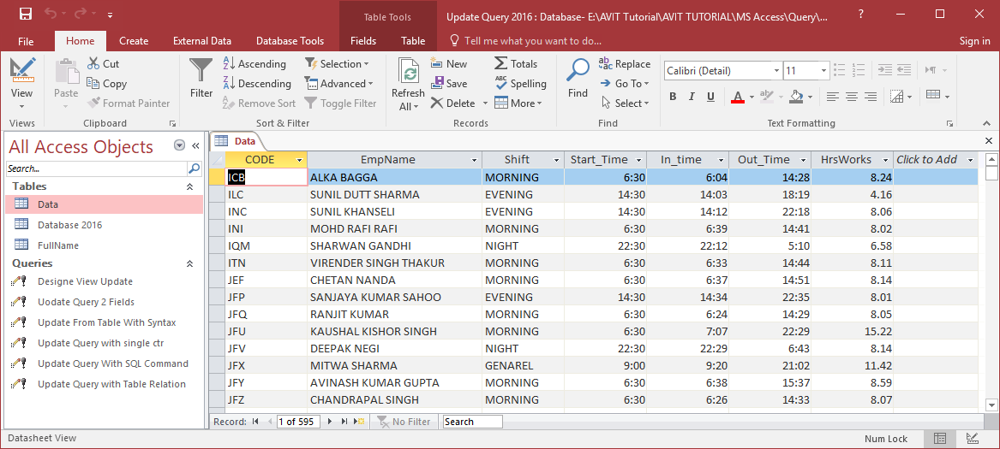 Table Tools
Update Query 2016 : Database- E:\AVIT Tutorial\AVIT TUTORIAL\MS Access\Query\...
?
File Home Create External Data Database Tools Fields Table Tell me what you want to do... Sign in
View
Views
Paste
Cut
Copy
Format Painter
Clipboard
Filter
Ascending
Descending
Remove Sort
Selection
Advanced
Toggle Filter
Sort & Filter
Refresh
All
New
Save
Delete
Totals
Spelling
More
Records
Find
Replace
Go To
Select
Find
Calibri (Detail) 11
B I U A
Text Formatting
All Access Objects
Search...
Tables
Data
Database 2016
FullName
Queries
Designe View Update
Uodate Query 2 Fields
Update From Table With Syntax
Update Query with single ctr
Update Query With SQL Command
Update Query with Table Relation
Data
CODE EmpName Shift Start_Time In_time Out_Time HrsWorks Click to Add
ICB ALKA BAGGA MORNING 6:30 6:04 14:28 8.24
ILC SUNIL DUTT SHARMA EVENING 14:30 14:03 18:19 4.16
INC SUNIL KHANSELI EVENING 14:30 14:12 22:18 8.06
INI MOHD RAFI RAFI MORNING 6:30 6:39 14:41 8.02
IQM SHARWAN GANDHI NIGHT 22:30 22:12 5:10 6.58
ITN VIRENDER SINGH THAKUR MORNING 6:30 6:33 14:44 8.11
JEF CHETAN NANDA MORNING 6:30 6:37 14:51 8.14
JFP SANJAYA KUMAR SAHOO EVENING 14:30 14:34 22:35 8.01
JFQ RANJIT KUMAR MORNING 6:30 6:24 14:29 8.05
JFU KAUSHAL KISHOR SINGH MORNING 6:30 7:07 22:29 15.22
JFV DEEPAK NEGI NIGHT 22:30 22:29 6:43 8.14
JFX MITWA SHARMA GENAREL 9:00 9:20 21:02 11.42
JFY AVINASH KUMAR GUPTA MORNING 6:30 6:38 15:37 8.59
JFZ CHANDRAPAL SINGH MORNING 6:30 6:26 14:33 8.07
Record: 1 of 595 No Filter Search
Datasheet View Num Lock